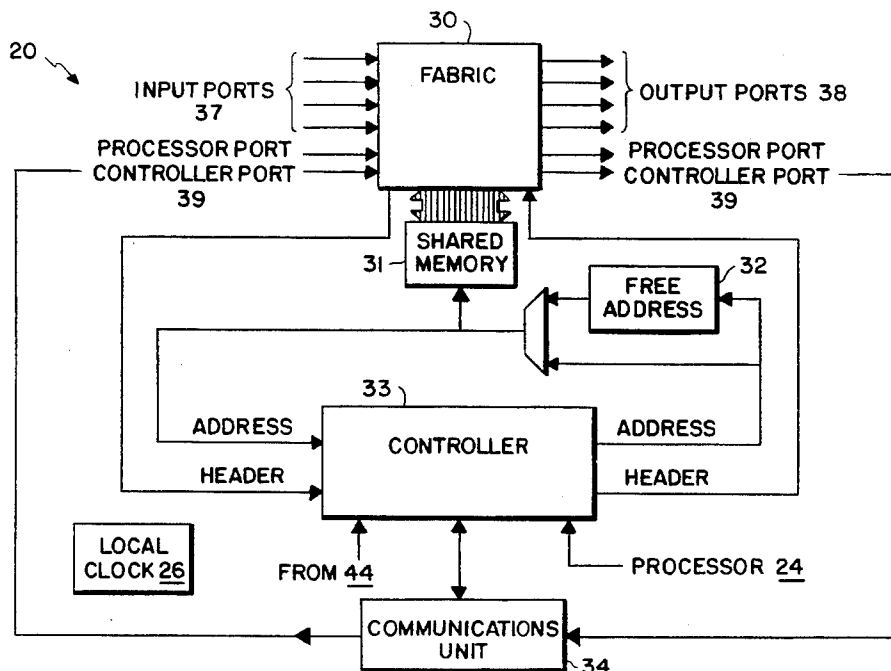 30
20
FABRIC
INPUT PORTS
37
OUTPUT PORTS 38
PROCESSOR PORT
CONTROLLER PORT
39
PROCESSOR PORT
CONTROLLER PORT
39
31
SHARED
MEMORY
32
FREE
ADDRESS
33
ADDRESS
CONTROLLER
ADDRESS
HEADER
HEADER
LOCAL
CLOCK 26
FROM 44
PROCESSOR 24
COMMUNICATIONS
UNIT
34